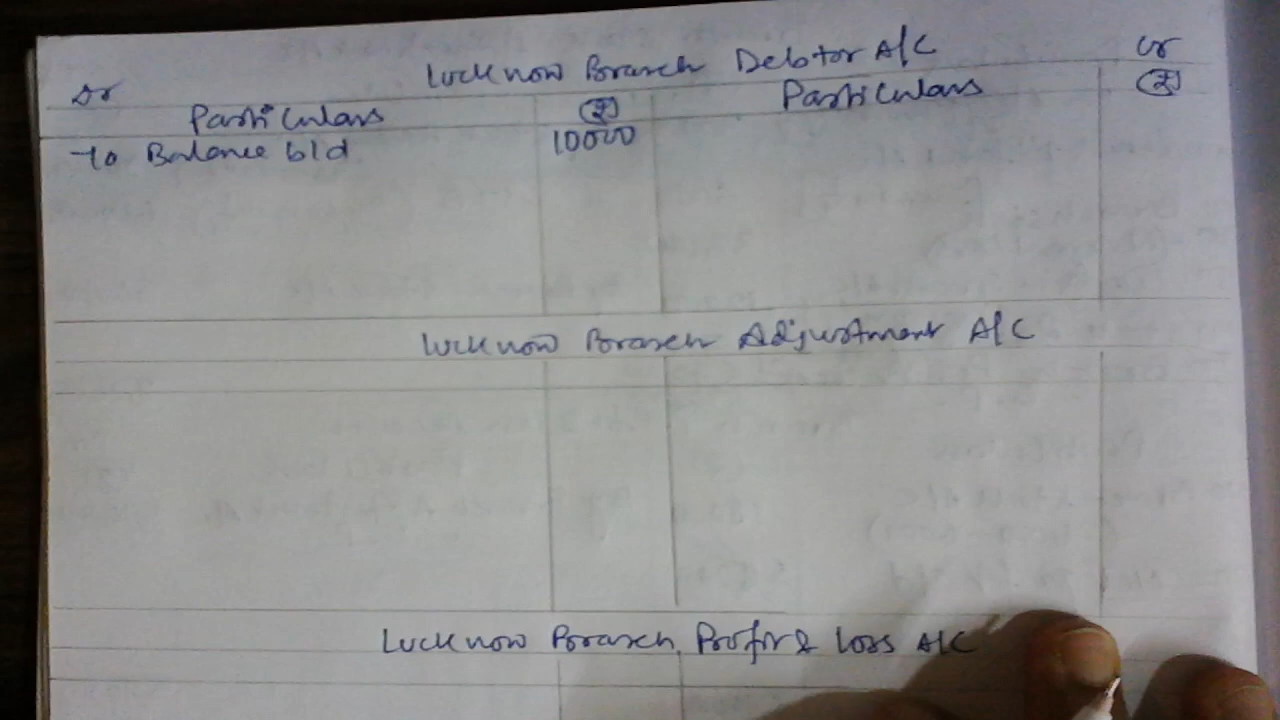 Lucknow Branch Debtor A/C
Dr Cr
Particulars (₹) Particulars (₹)
To Balance b/d 10000
Lucknow Branch Adjustment A/C
Lucknow Branch Profit & Loss A/C